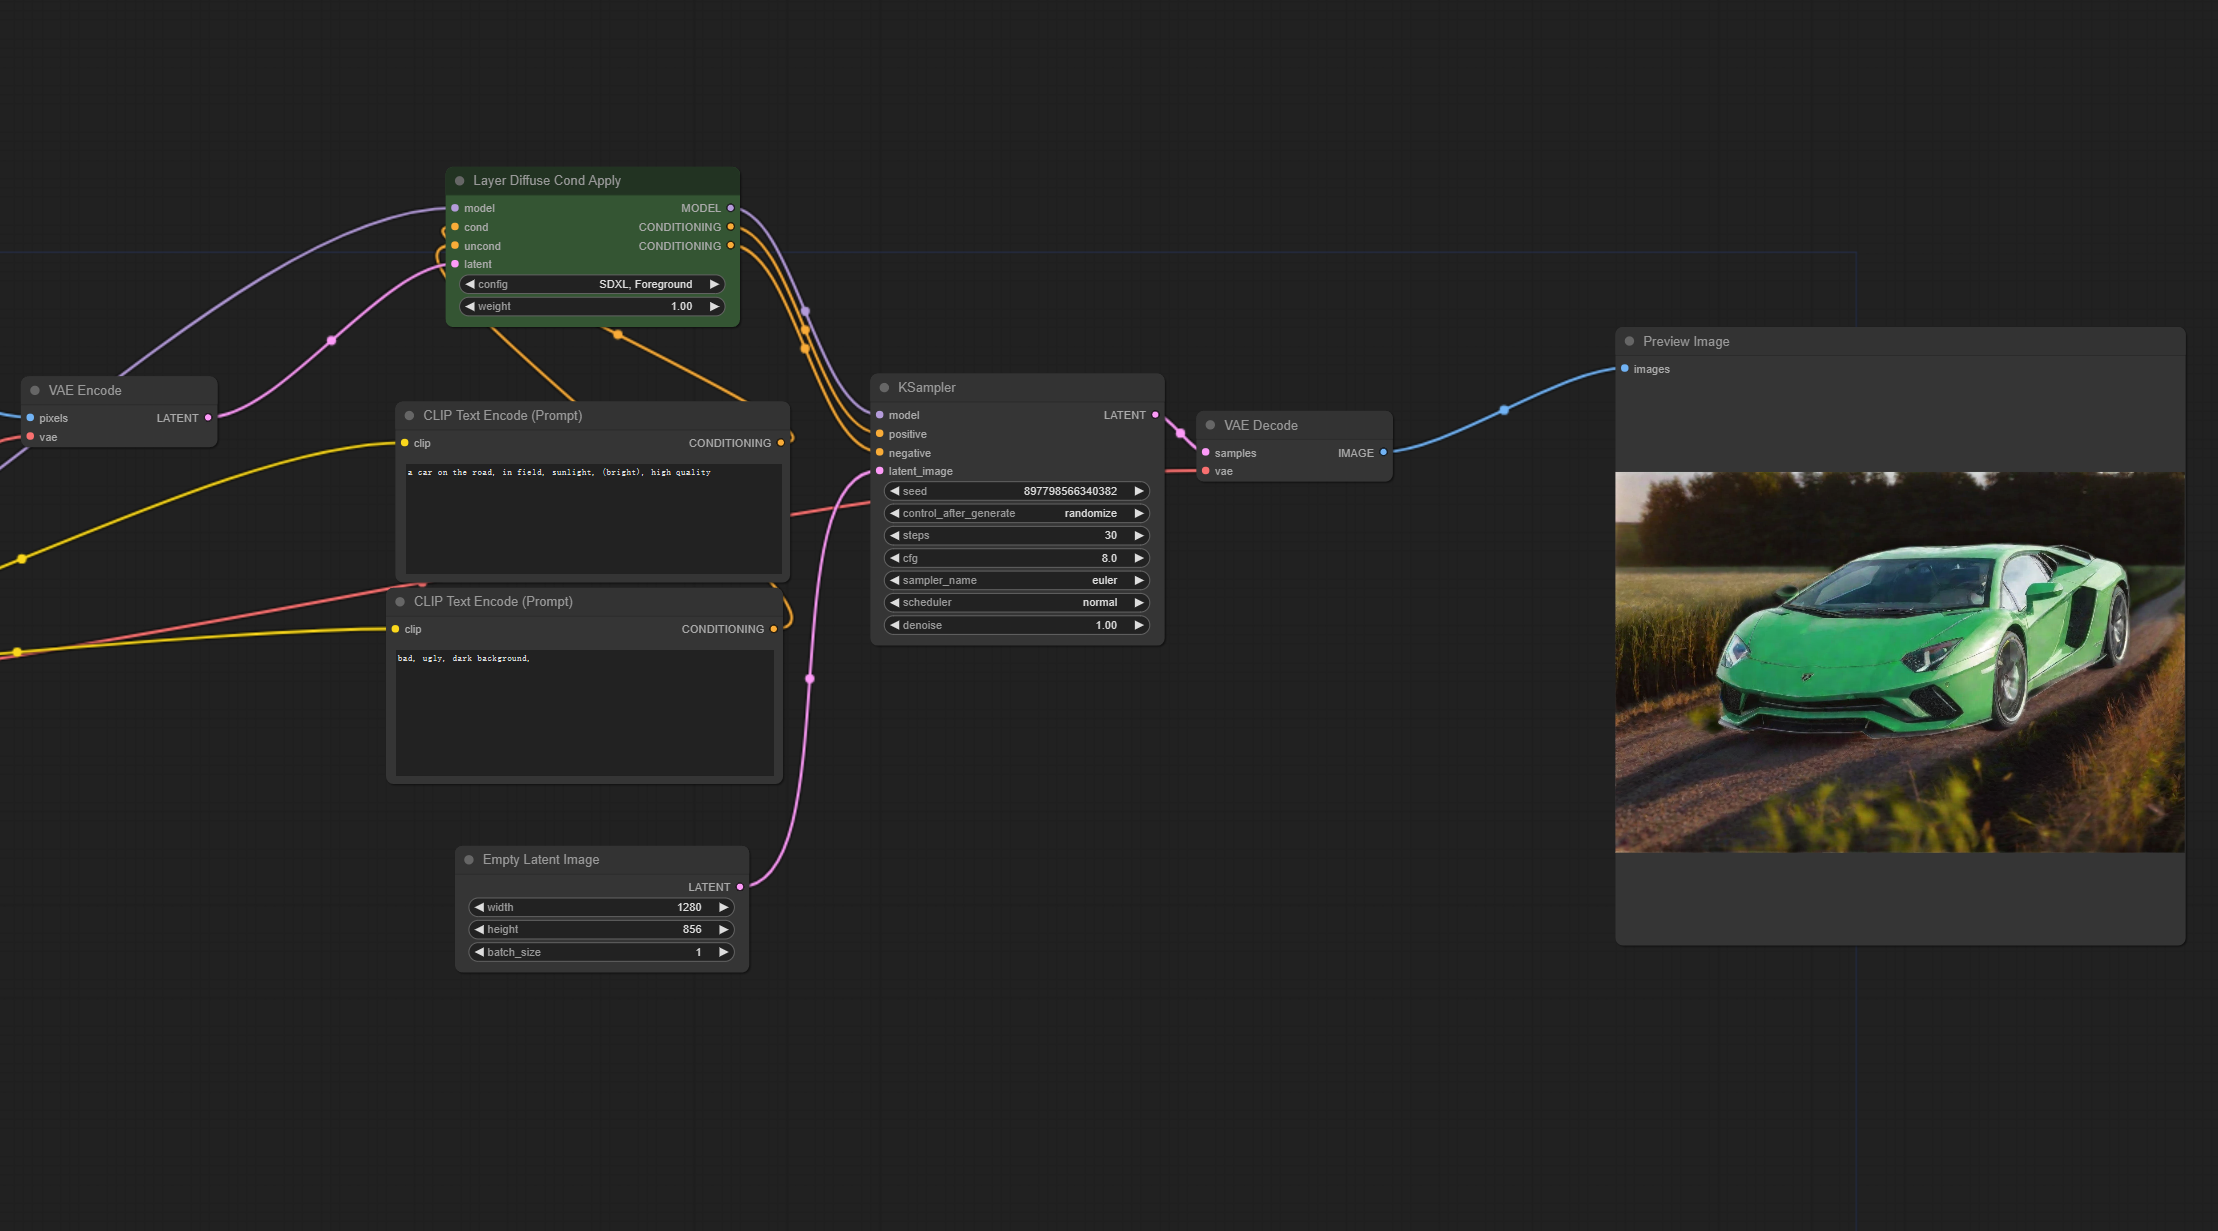 Layer Diffuse Cond Apply
model MODEL
cond CONDITIONING
uncond CONDITIONING
latent
config SDXL, Foreground
weight 1.00
VAE Encode
pixels LATENT
vae
CLIP Text Encode (Prompt)
clip CONDITIONING
a car on the road, in field, sunlight, (bright), high quality
CLIP Text Encode (Prompt)
clip CONDITIONING
bad, ugly, dark background,
Empty Latent Image
LATENT
width 1280
height 856
batch_size 1
KSampler
model LATENT
positive
negative
latent_image
seed 897798566340382
control_after_generate randomize
steps 30
cfg 8.0
sampler_name euler
scheduler normal
denoise 1.00
VAE Decode
samples IMAGE
vae
Preview Image
images